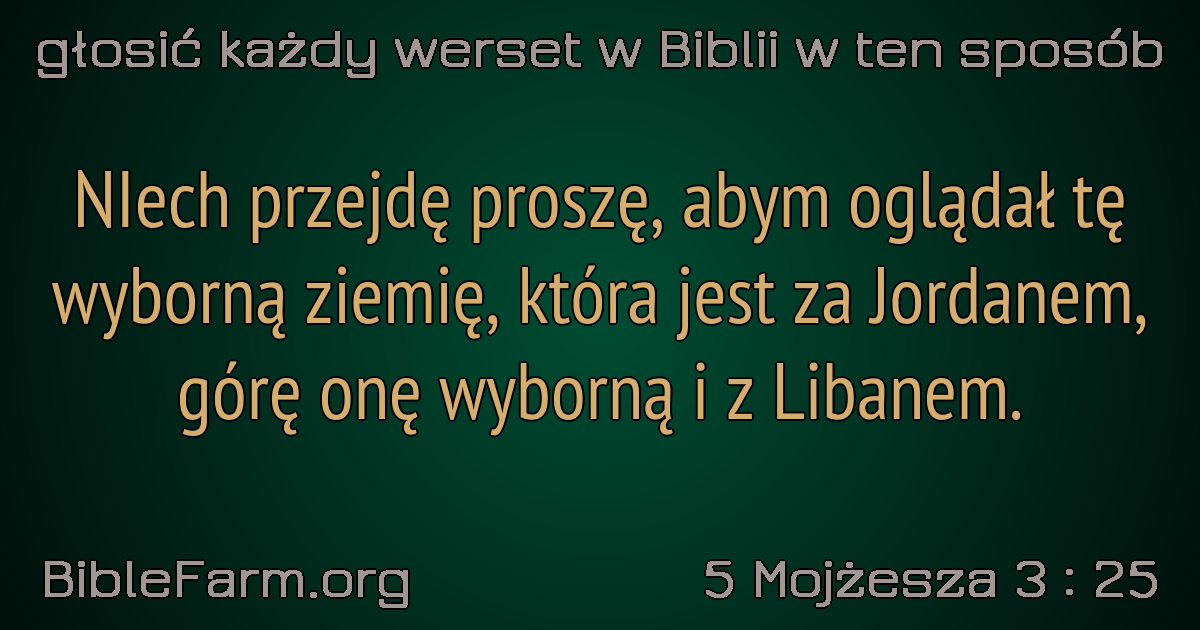 głosić każdy werset w Biblii w ten sposób
NIech przejdę proszę, abym oglądał tę
wyborną ziemię, która jest za Jordanem,
górę onę wyborną i z Libanem.
BibleFarm.org
5 Mojżesza 3 : 25